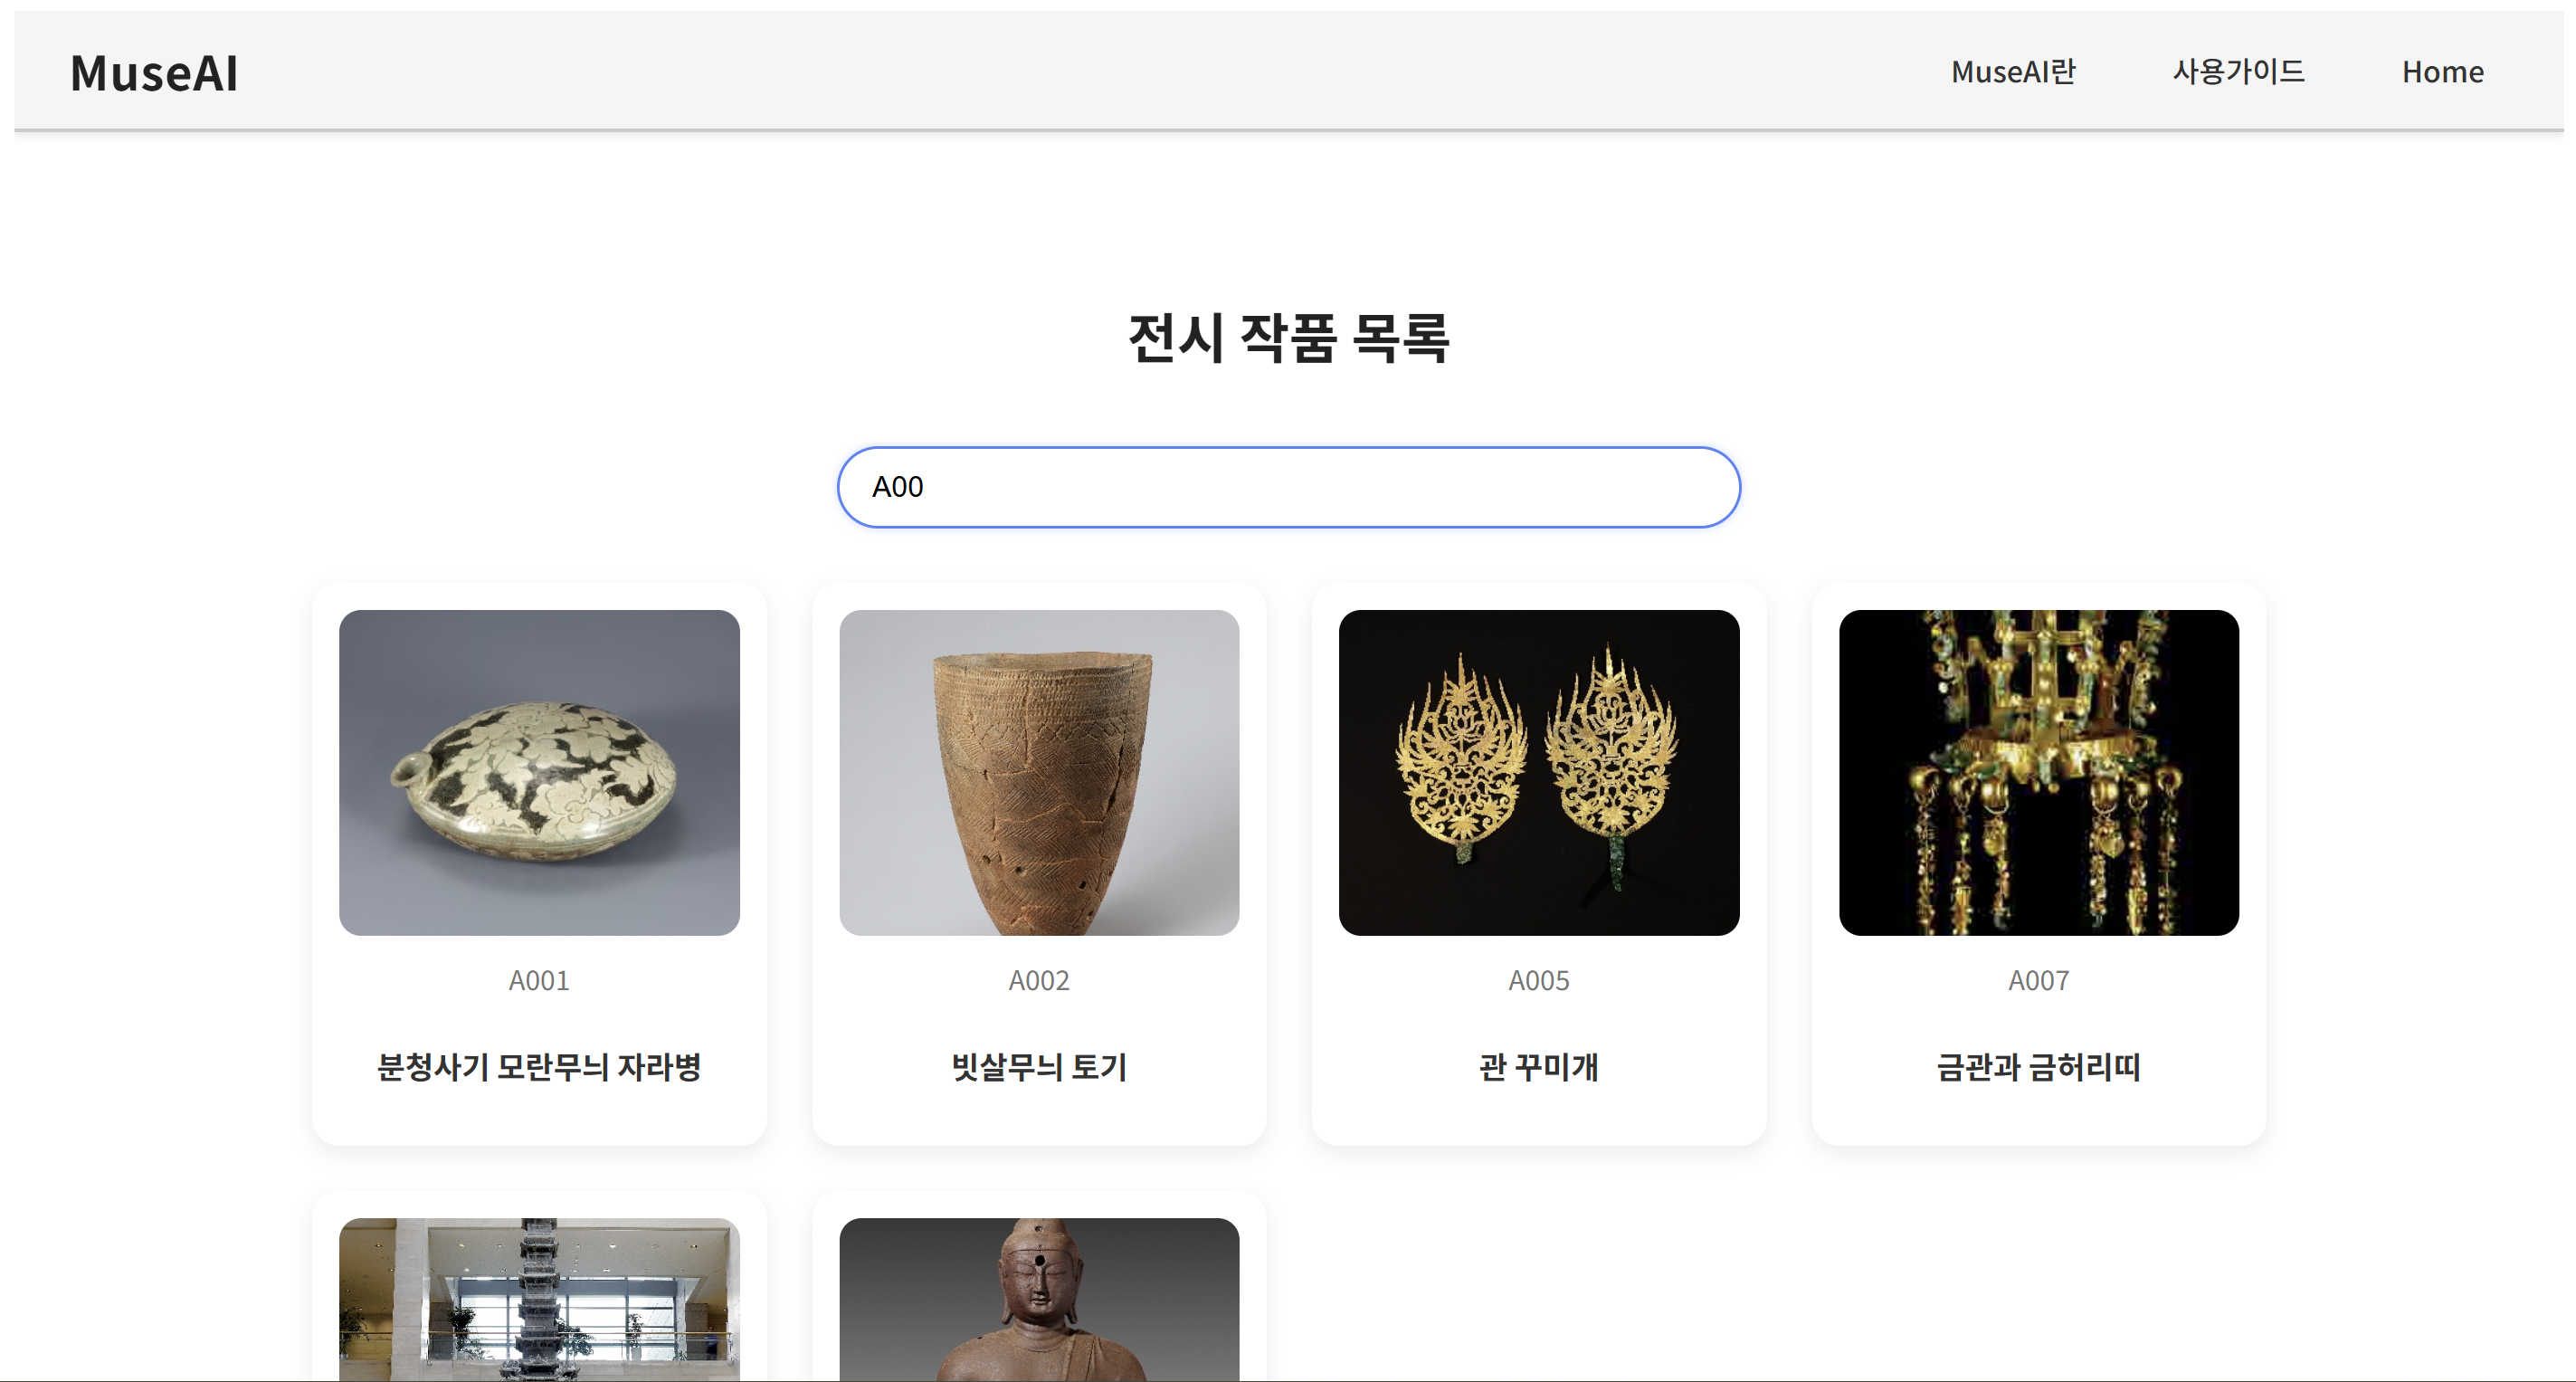 MuseAI
MuseAI란 사용가이드 Home
전시 작품 목록
A00
A001
분청사기 모란무늬 자라병
A002
빗살무늬 토기
A005
관 꾸미개
A007
금관과 금허리띠